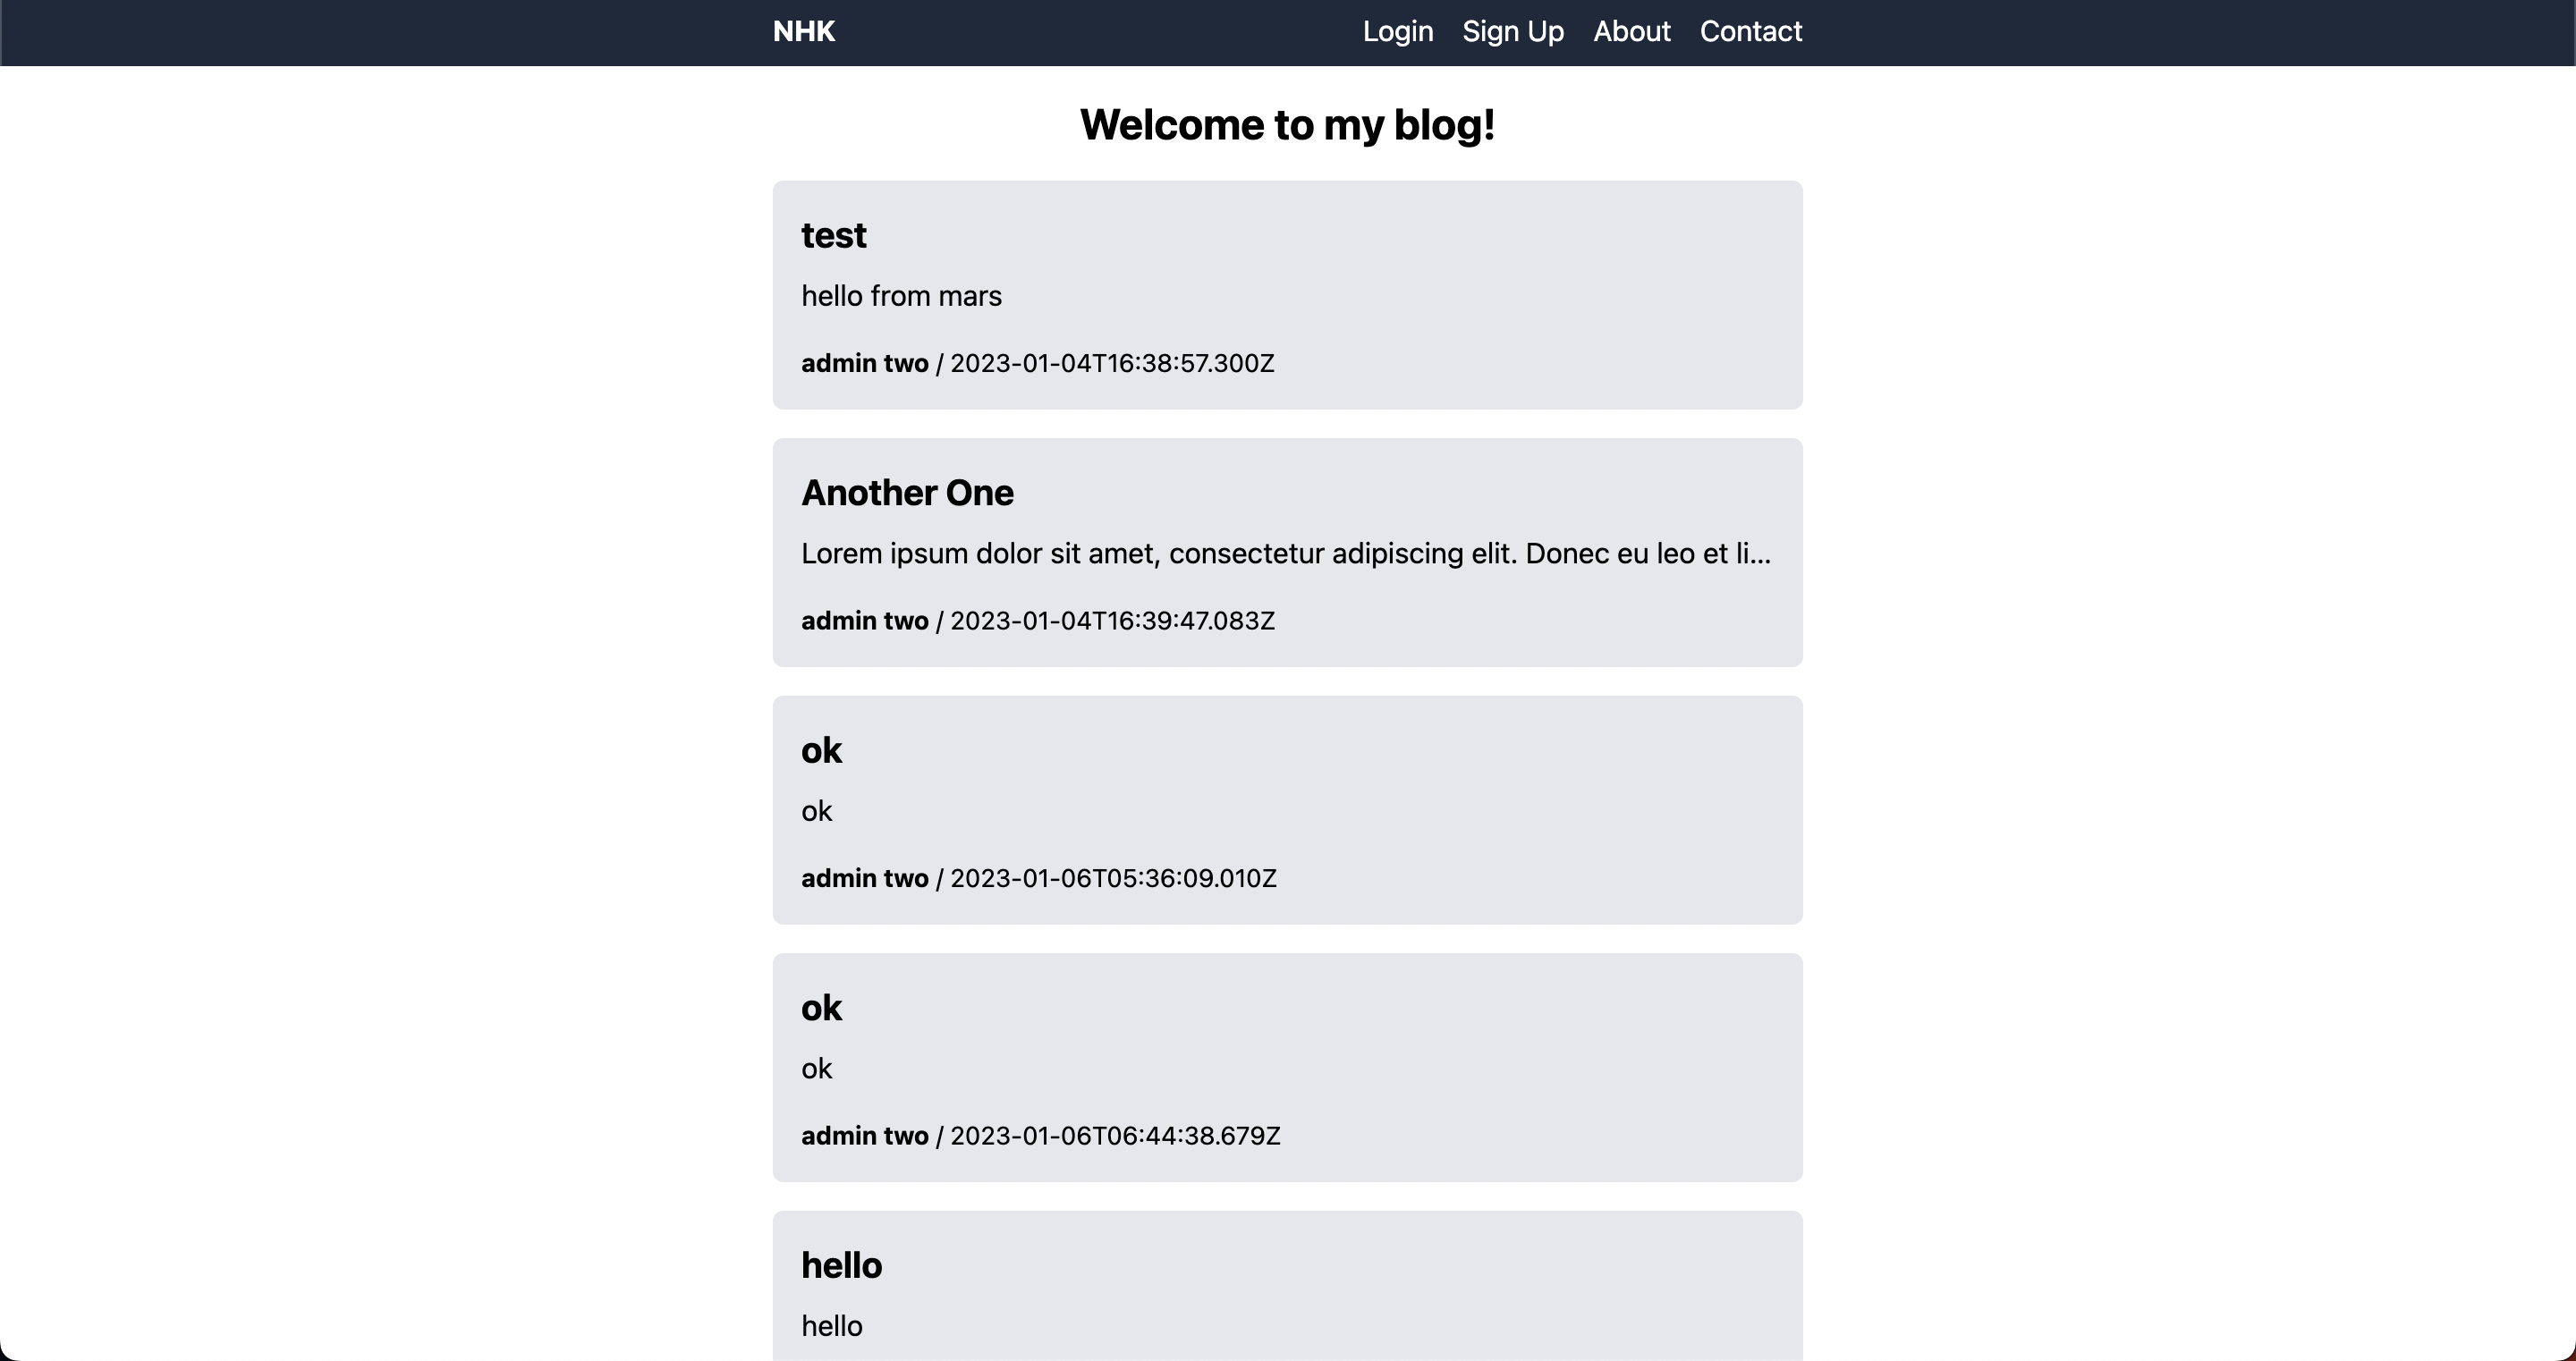 NHK
Login Sign Up About Contact
Welcome to my blog!
test
hello from mars
admin two / 2023-01-04T16:38:57.300Z
Another One
Lorem ipsum dolor sit amet, consectetur adipiscing elit. Donec eu leo et li...
admin two / 2023-01-04T16:39:47.083Z
ok
ok
admin two / 2023-01-06T05:36:09.010Z
ok
ok
admin two / 2023-01-06T06:44:38.679Z
hello
hello